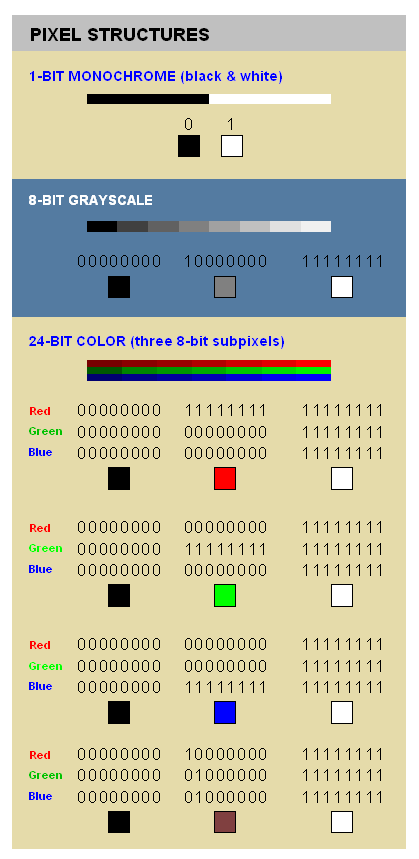 PIXEL STRUCTURES
1-BIT MONOCHROME (black & white)
0 1
8-BIT GRAYSCALE
00000000 10000000 11111111
24-BIT COLOR (three 8-bit subpixels)
Red 00000000 11111111 11111111
Green 00000000 00000000 11111111
Blue 00000000 00000000 11111111
Red 00000000 00000000 11111111
Green 00000000 11111111 11111111
Blue 00000000 00000000 11111111
Red 00000000 00000000 11111111
Green 00000000 00000000 11111111
Blue 00000000 11111111 11111111
Red 00000000 10000000 11111111
Green 00000000 01000000 11111111
Blue 00000000 01000000 11111111